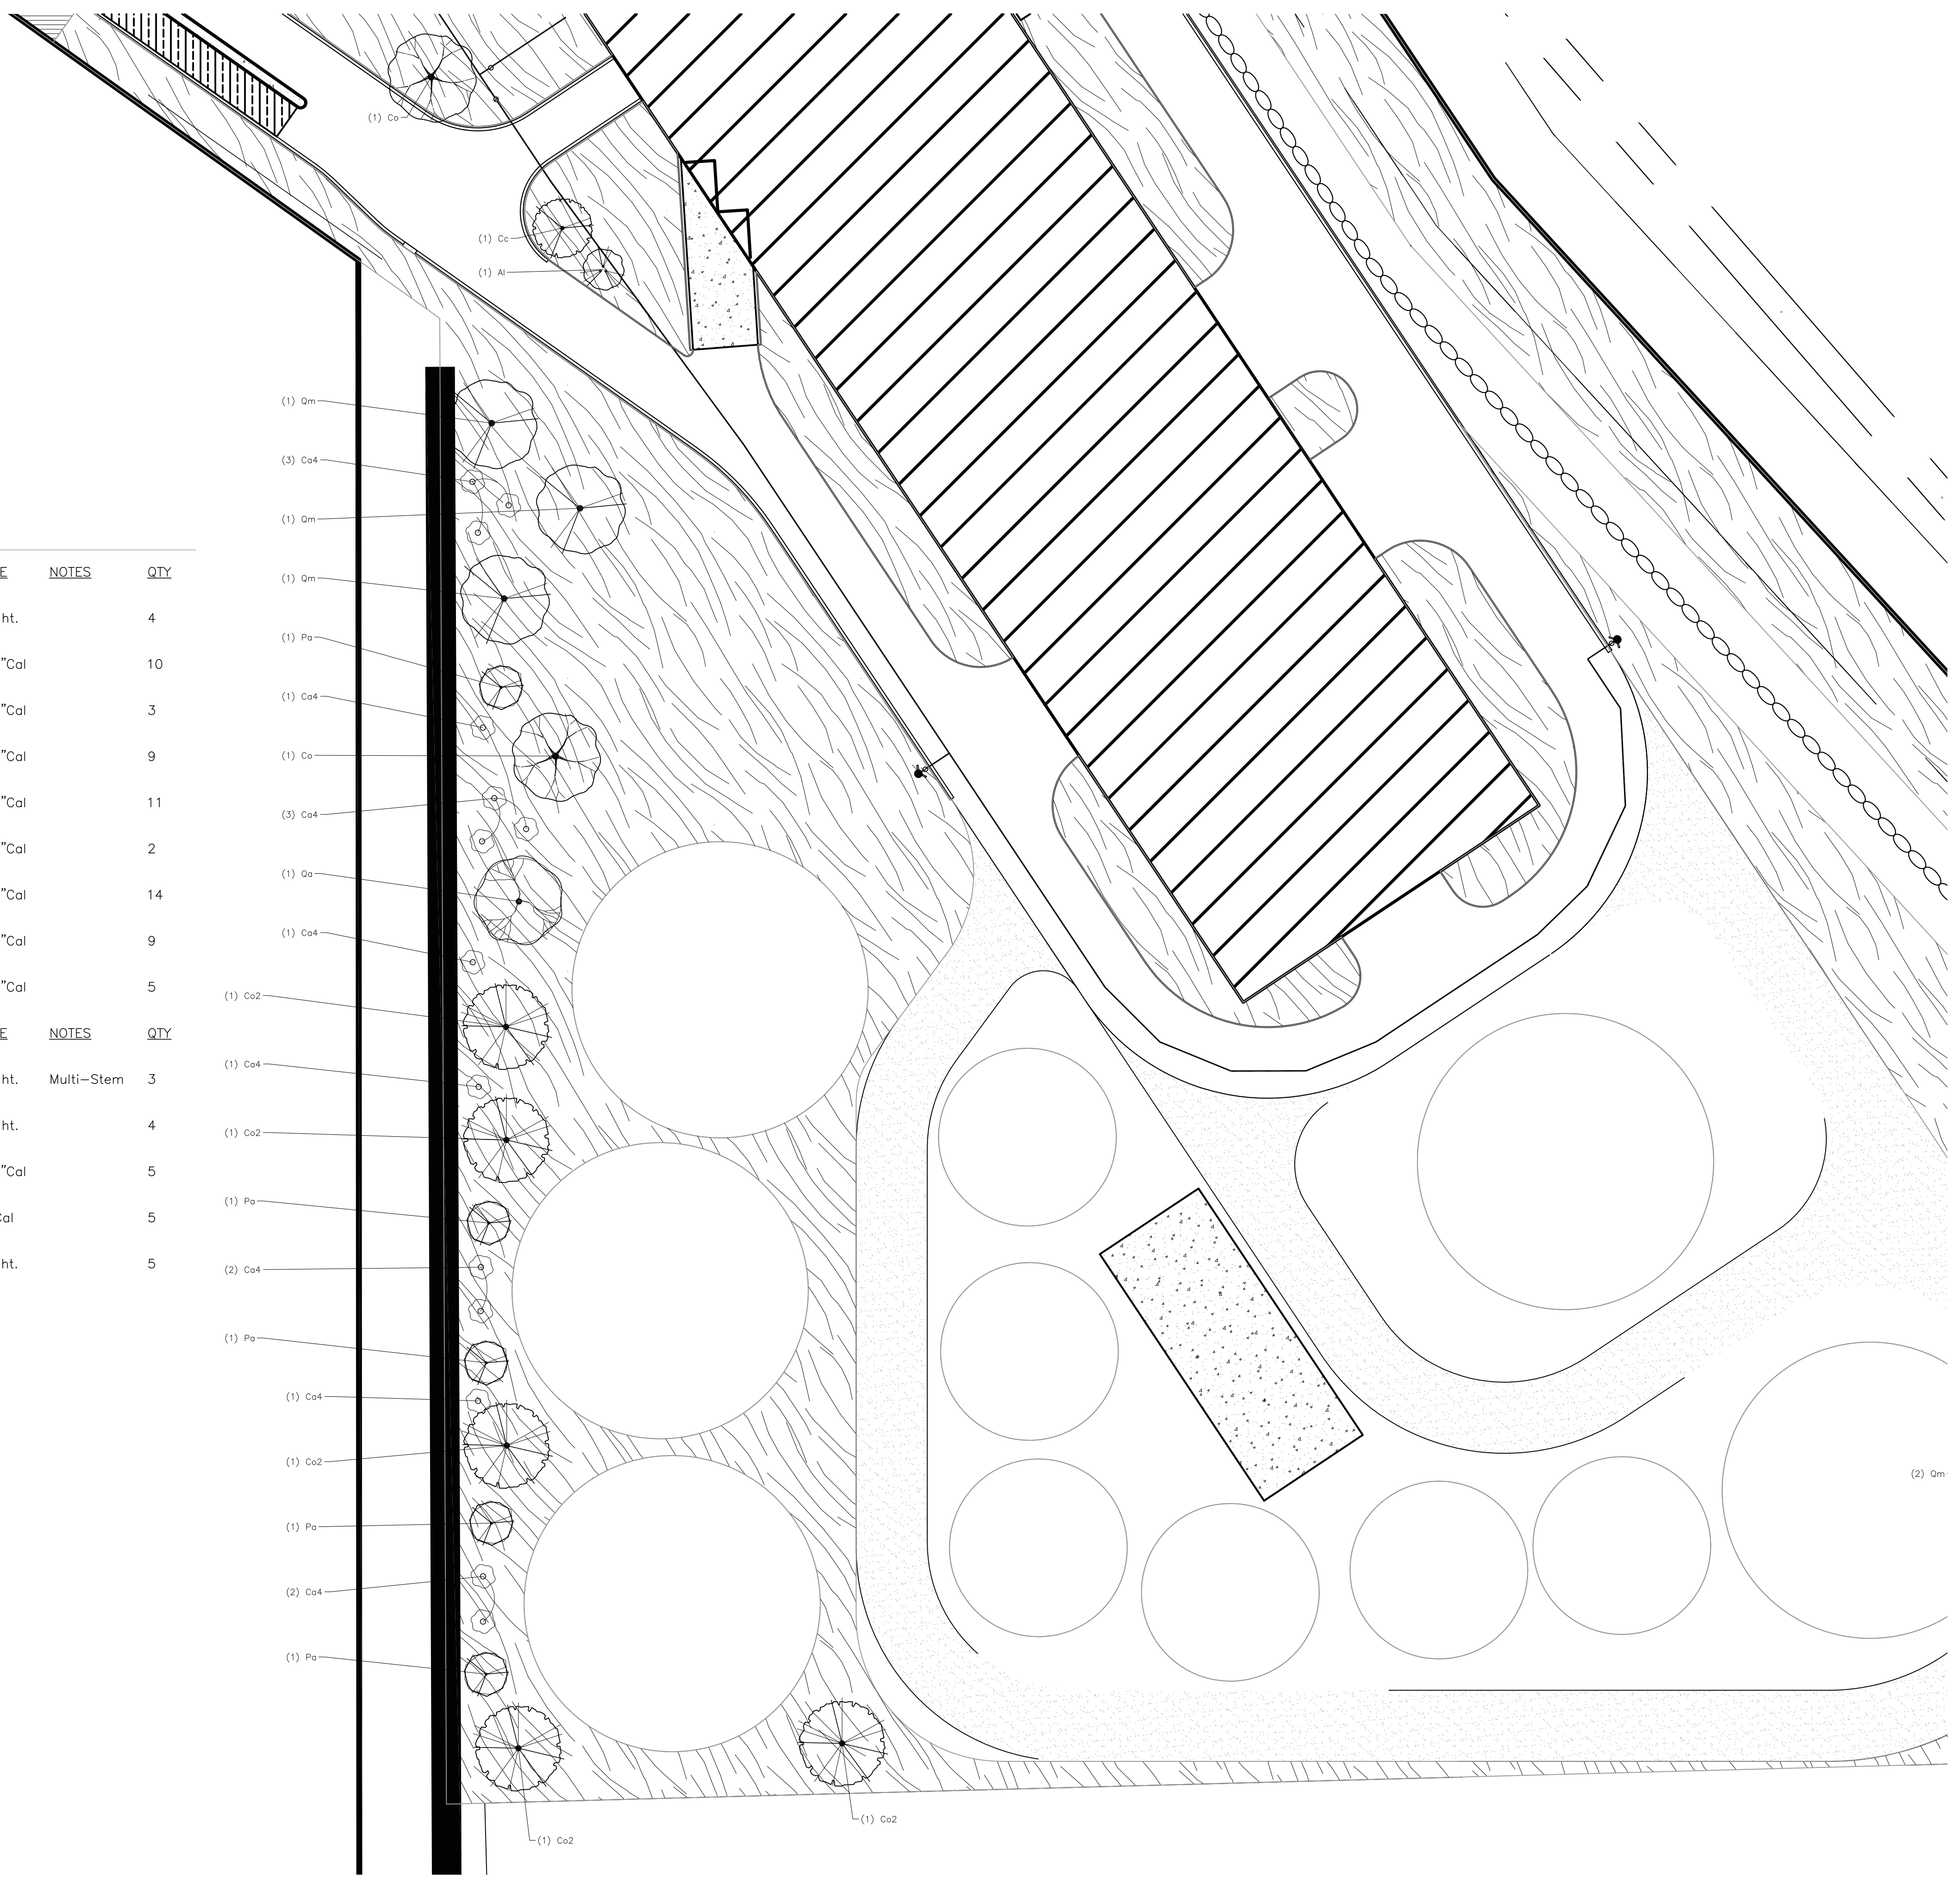 (1) Co
(1) Cc
(1) Al
(1) Qm
(3) Ca4
(1) Qm
(1) Qm
(1) Pa
(1) Ca4
(1) Co
(3) Ca4
(1) Qa
(1) Ca4
(1) Co2
(1) Ca4
(1) Co2
(1) Pa
(2) Ca4
(1) Pa
(1) Ca4
(1) Co2
(1) Pa
(2) Ca4
(1) Pa
(1) Co2
(1) Co2
(2) Qm
E NOTES QTY
ht. 4
"Cal 10
"Cal 3
"Cal 9
"Cal 11
"Cal 2
"Cal 14
"Cal 9
"Cal 5
E NOTES QTY
ht. Multi-Stem 3
ht. 4
"Cal 5
Cal 5
ht. 5